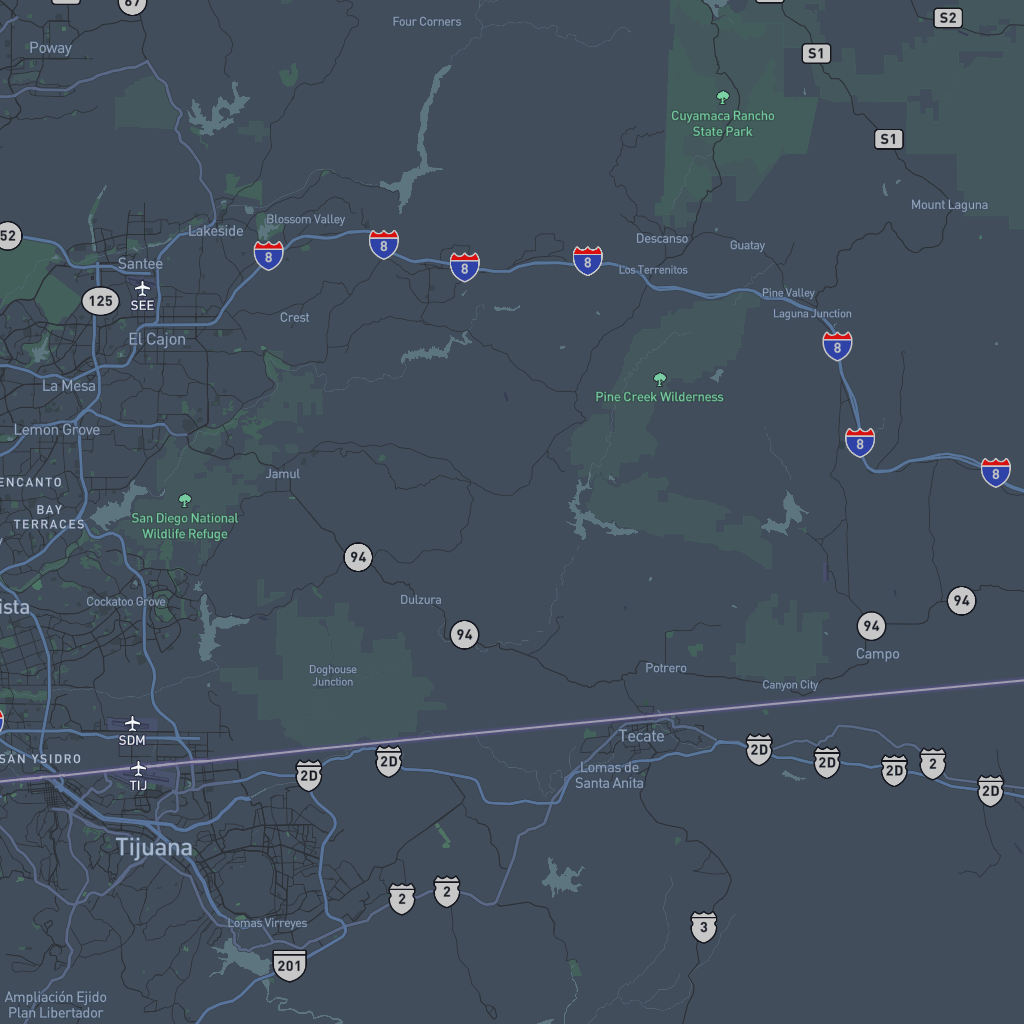 67
Four Corners
S2
Poway
S1
Cuyamaca Rancho
State Park
S1
Mount Laguna
Blossom Valley
52
Lakeside
Descanso
Guatay
8
8
8
8
Santee
Los Terrenitos
125
SEE
Pine Valley
Laguna Junction
Crest
El Cajon
8
La Mesa
Pine Creek Wilderness
Lemon Grove
8
Jamul
8
ENCANTO
BAY
TERRACES
San Diego National
Wildlife Refuge
94
ista
Cockatoo Grove
Dulzura
94
94
94
Campo
Doghouse
Junction
Potrero
Canyon City
SDM
Tecate
SAN YSIDRO
2D
2D
2D
2D
2
2D
TIJ
Lomas de
Santa Anita
2D
Tijuana
2
2
Lomas Virreyes
3
201
Ampliación Ejido
Plan Libertador